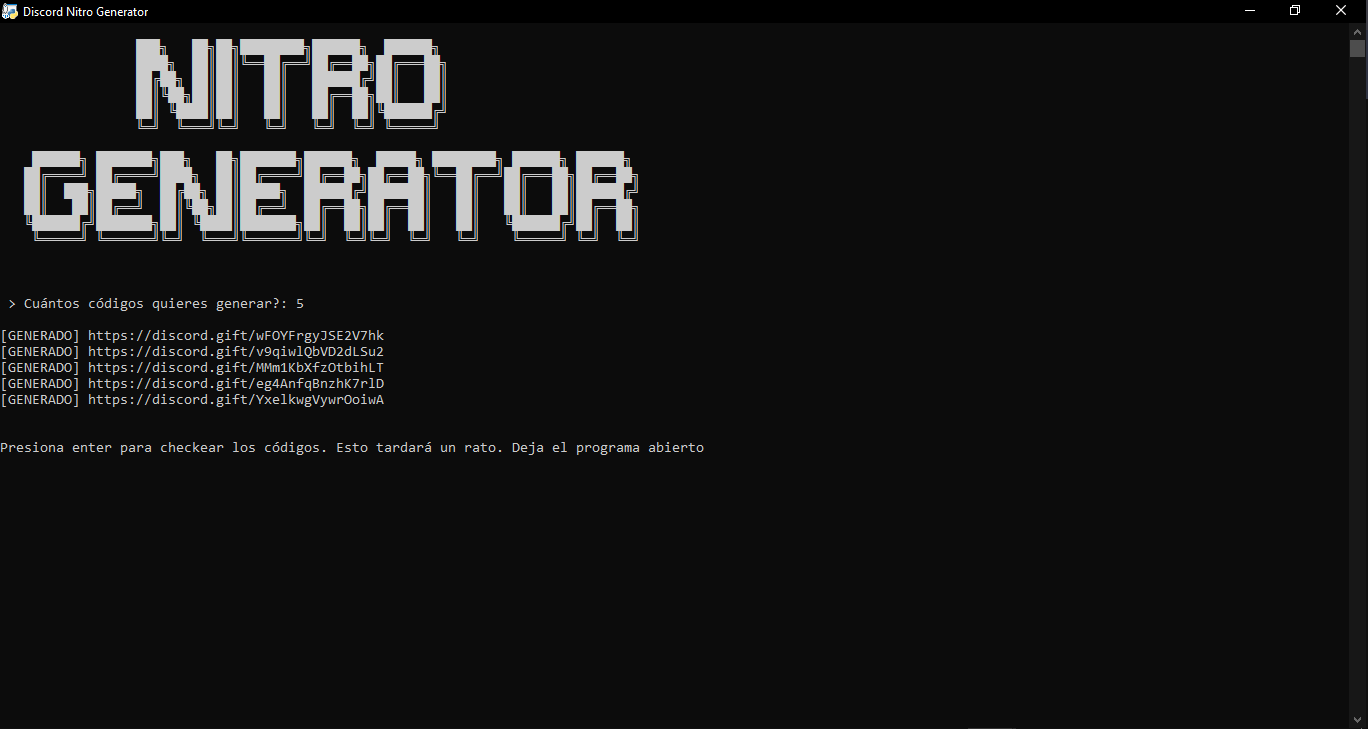 Discord Nitro Generator
NITRO
GENERATOR
> Cuántos códigos quieres generar?: 5
[GENERADO] https://discord.gift/wFOYFrgyJSE2V7hk
[GENERADO] https://discord.gift/v9qiwlQbVD2dLSu2
[GENERADO] https://discord.gift/MMm1KbXfzOtbihLT
[GENERADO] https://discord.gift/eg4AnfqBnzhK7rlD
[GENERADO] https://discord.gift/YxelkwgVywrOoiwA
Presiona enter para checkear los códigos. Esto tardará un rato. Deja el programa abierto